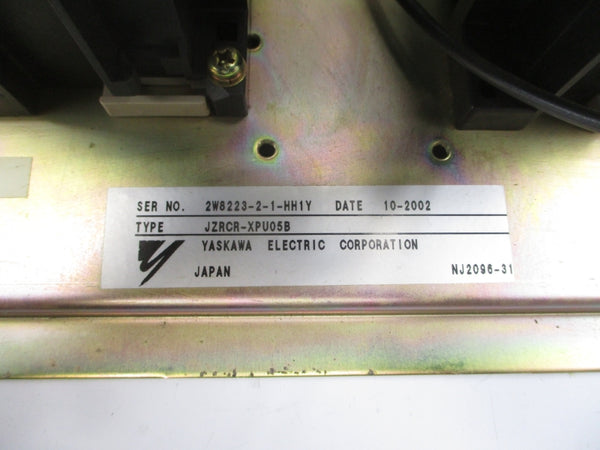 SER NO. 2W8223-2-1-HH1Y DATE 10-2002
TYPE JZRCR-XPU05B
YASKAWA ELECTRIC CORPORATION
JAPAN NJ2096-31